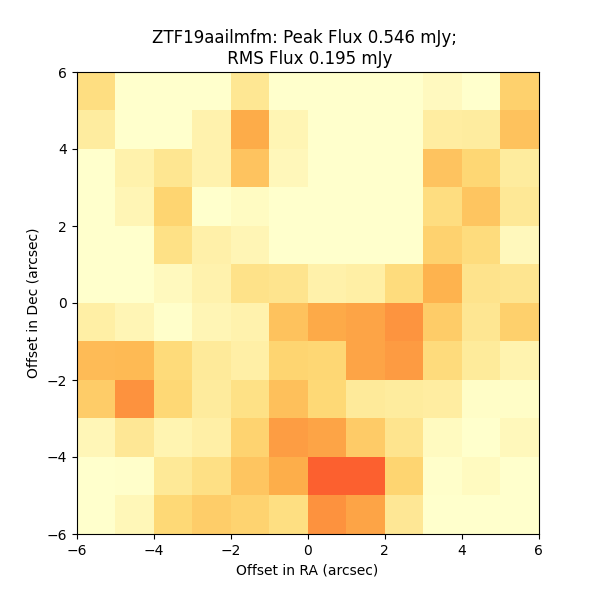 ZTF19aailmfm: Peak Flux 0.546 mJy;
RMS Flux 0.195 mJy
6
4
2
0
−2
−4
−6
Offset in Dec (arcsec)
−6 −4 −2 0 2 4 6
Offset in RA (arcsec)